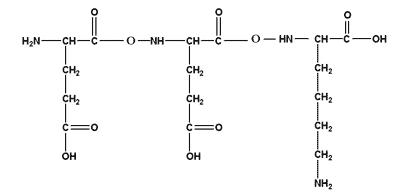 O O O
H₂N—CH—C—O—NH—CH—C—O—HN—CH—C—OH
CH₂ CH₂ CH₂
CH₂ CH₂ CH₂
C=O C=O CH₂
OH OH CH₂
NH₂